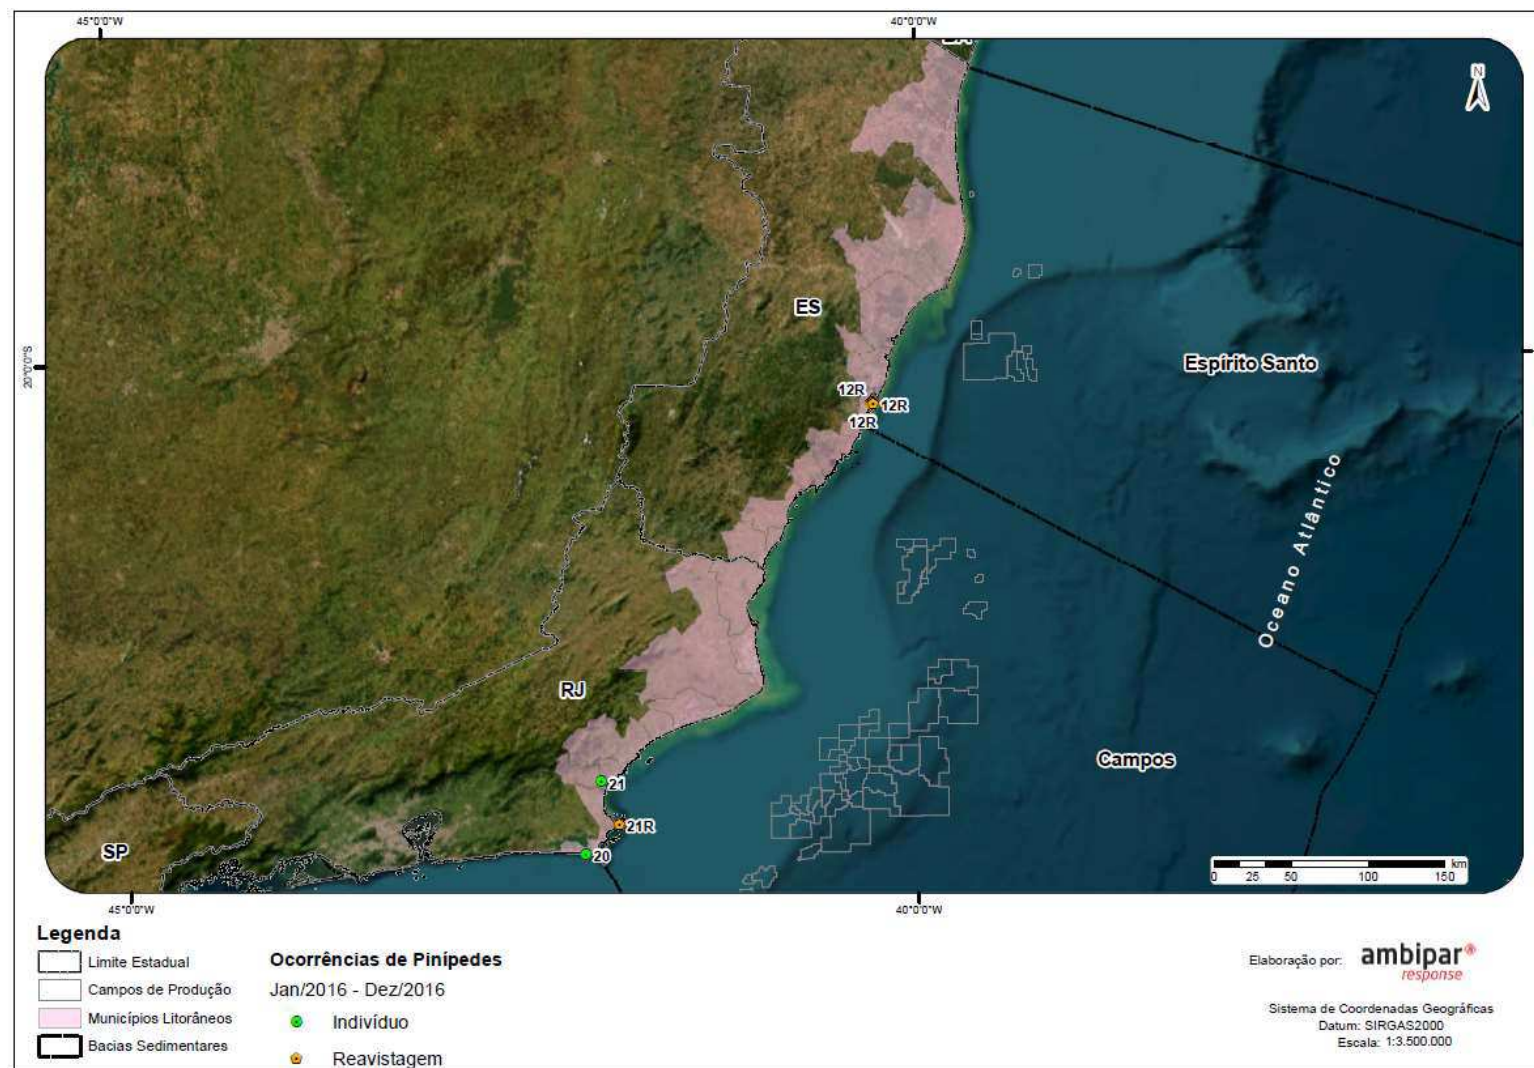 45°0'0"W
40°0'0"W
BA
N
ES
20°0'0"S
Espírito Santo
12R
12R
12R
Oceano Atlântico
RJ
Campos
21
21R
SP
20
km
0 25 50 100 150
45°0'0"W
40°0'0"W
Legenda
Limite Estadual
Campos de Produção
Municípios Litorâneos
Bacias Sedimentares
Ocorrências de Pinípedes
Jan/2016 - Dez/2016
Indivíduo
Reavistagem
Elaboração por:
ambipar®
response
Sistema de Coordenadas Geográficas
Datum: SIRGAS2000
Escala: 1:3.500.000